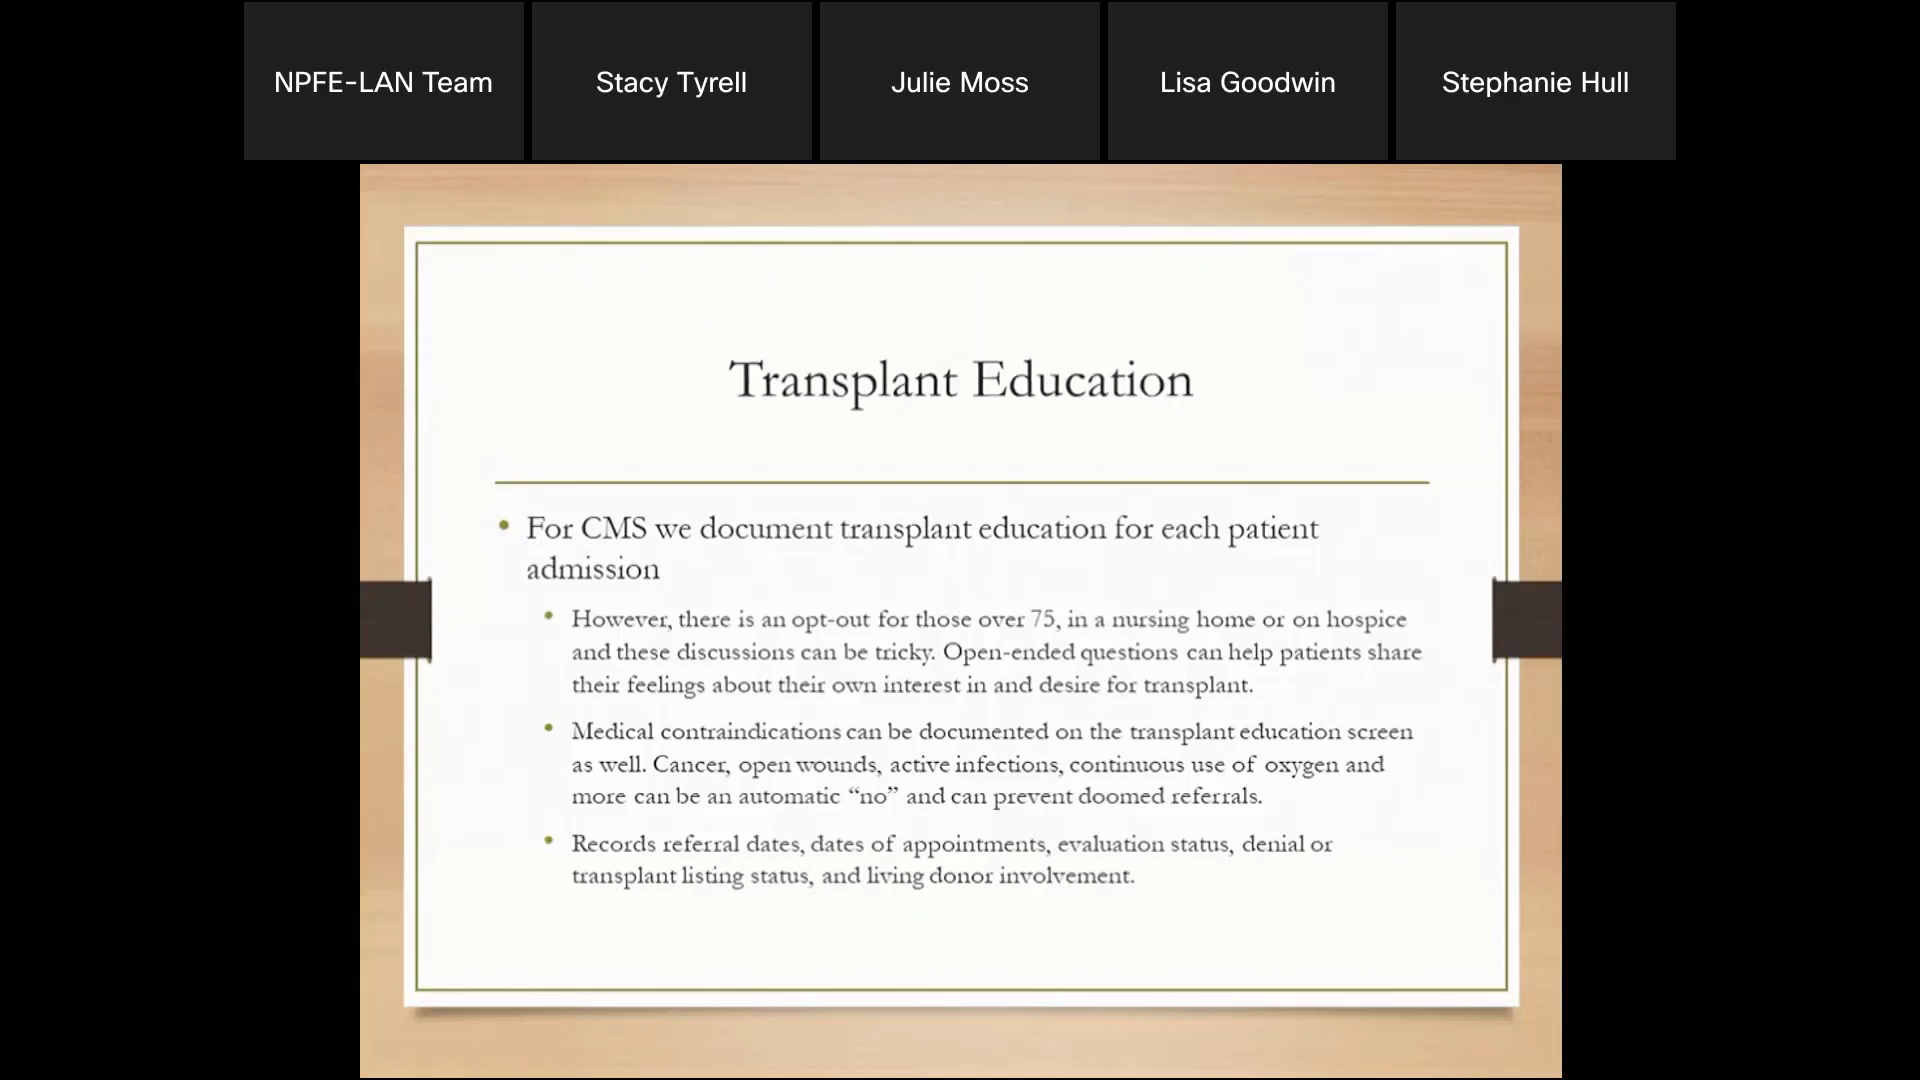 NPFE-LAN Team
Stacy Tyrell
Julie Moss
Lisa Goodwin
Stephanie Hull
Transplant Education
• For CMS we document transplant education for each patient
admission
• However, there is an opt-out for those over 75, in a nursing home or on hospice
and these discussions can be tricky. Open-ended questions can help patients share
their feelings about their own interest in and desire for transplant.
• Medical contraindications can be documented on the transplant education screen
as well. Cancer, open wounds, active infections, continuous use of oxygen and
more can be an automatic “no” and can prevent doomed referrals.
• Records referral dates, dates of appointments, evaluation status, denial or
transplant listing status, and living donor involvement.